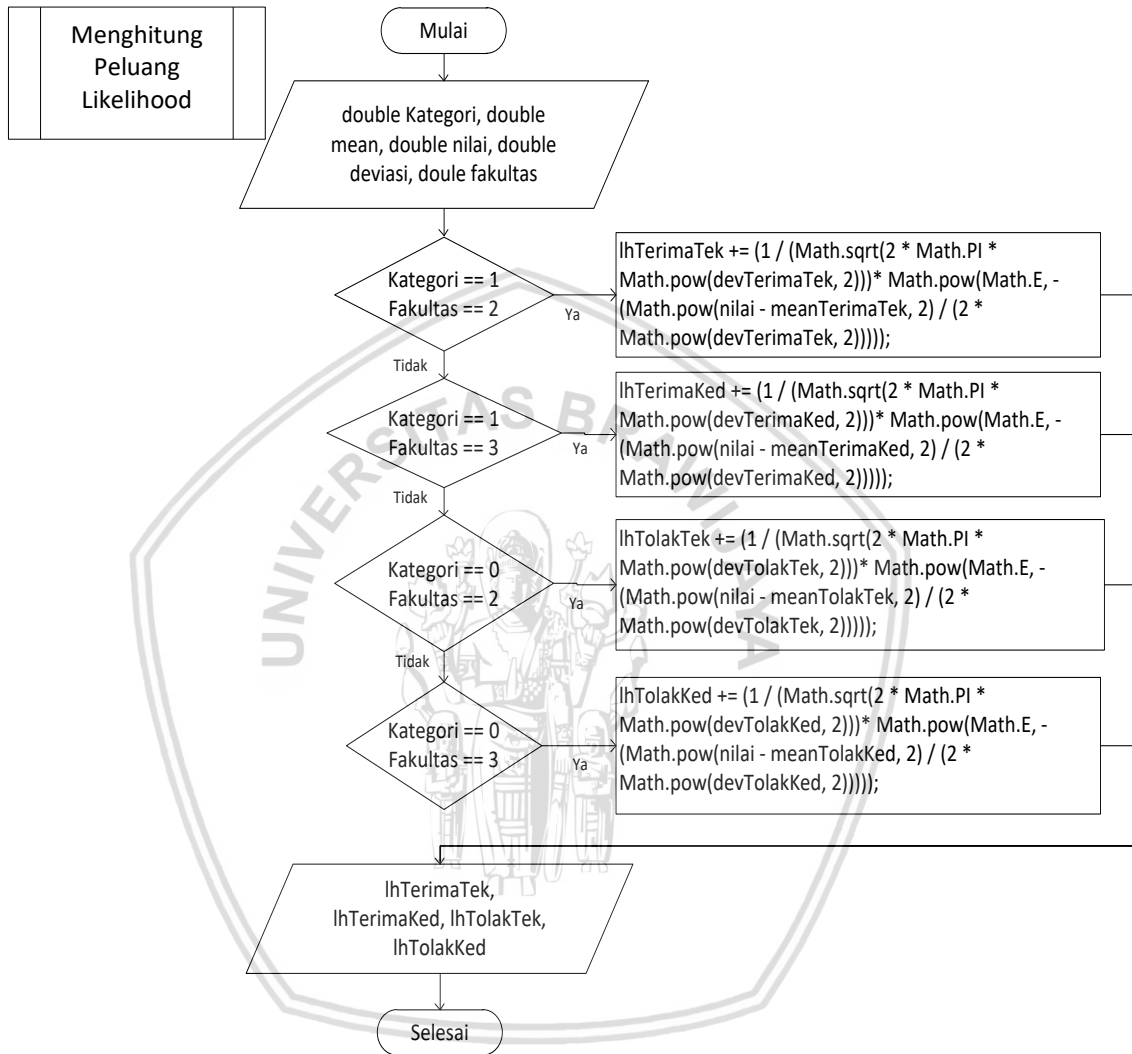 Menghitung
Peluang
Likelihood
Mulai
double Kategori, double
mean, double nilai, double
deviasi, doule fakultas
Kategori == 1
Fakultas == 2
Ya
lhTerimaTek += (1 / (Math.sqrt(2 * Math.PI *
Math.pow(devTerimaTek, 2)))* Math.pow(Math.E, -
(Math.pow(nilai - meanTerimaTek, 2) / (2 *
Math.pow(devTerimaTek, 2)))));
Tidak
Kategori == 1
Fakultas == 3
Ya
lhTerimaKed += (1 / (Math.sqrt(2 * Math.PI *
Math.pow(devTerimaKed, 2)))* Math.pow(Math.E, -
(Math.pow(nilai - meanTerimaKed, 2) / (2 *
Math.pow(devTerimaKed, 2)))));
Tidak
Kategori == 0
Fakultas == 2
Ya
lhTolakTek += (1 / (Math.sqrt(2 * Math.PI *
Math.pow(devTolakTek, 2)))* Math.pow(Math.E, -
(Math.pow(nilai - meanTolakTek, 2) / (2 *
Math.pow(devTolakTek, 2)))));
Tidak
Kategori == 0
Fakultas == 3
Ya
lhTolakKed += (1 / (Math.sqrt(2 * Math.PI *
Math.pow(devTolakKed, 2)))* Math.pow(Math.E, -
(Math.pow(nilai - meanTolakKed, 2) / (2 *
Math.pow(devTolakKed, 2)))));
lhTerimaTek,
lhTerimaKed, lhTolakTek,
lhTolakKed
Selesai
UNIVERSITAS BRAWIJAYA